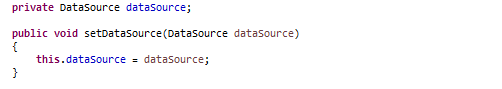 private DataSource dataSource;
public void setDataSource(DataSource dataSource)
{
this.dataSource = dataSource;
}